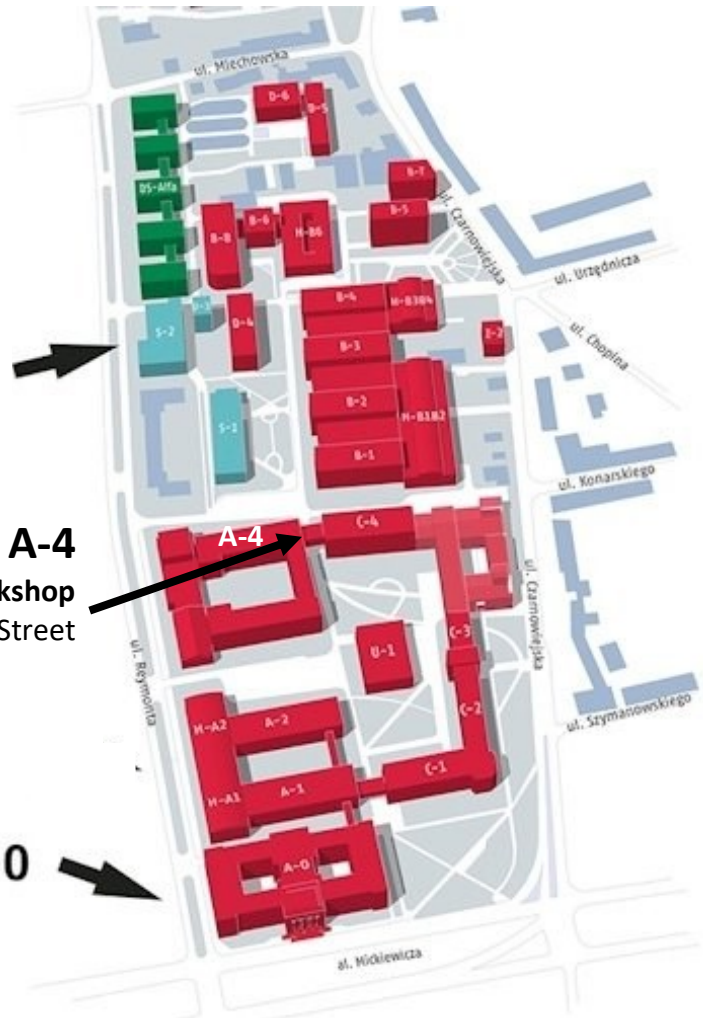 ul. Miechowska
D-6
D-5
DS-Alfa
B-7
B-8
B-6
H-B6
B-5
ul. Czarnowiejska
ul. Urzędnicza
S-2
D-4
B-4
H-B3B4
ul. Chopina
B-3
B-2
H-B1B2
S-1
B-1
ul. Konarskiego
A-4
A-4
C-4
kshop
Street
ul. Czarnowiejska
ul. Reymonta
U-1
C-3
C-2
ul. Szymanowskiego
H-A2
A-2
H-A1
A-1
C-1
0
A-0
al. Mickiewicza